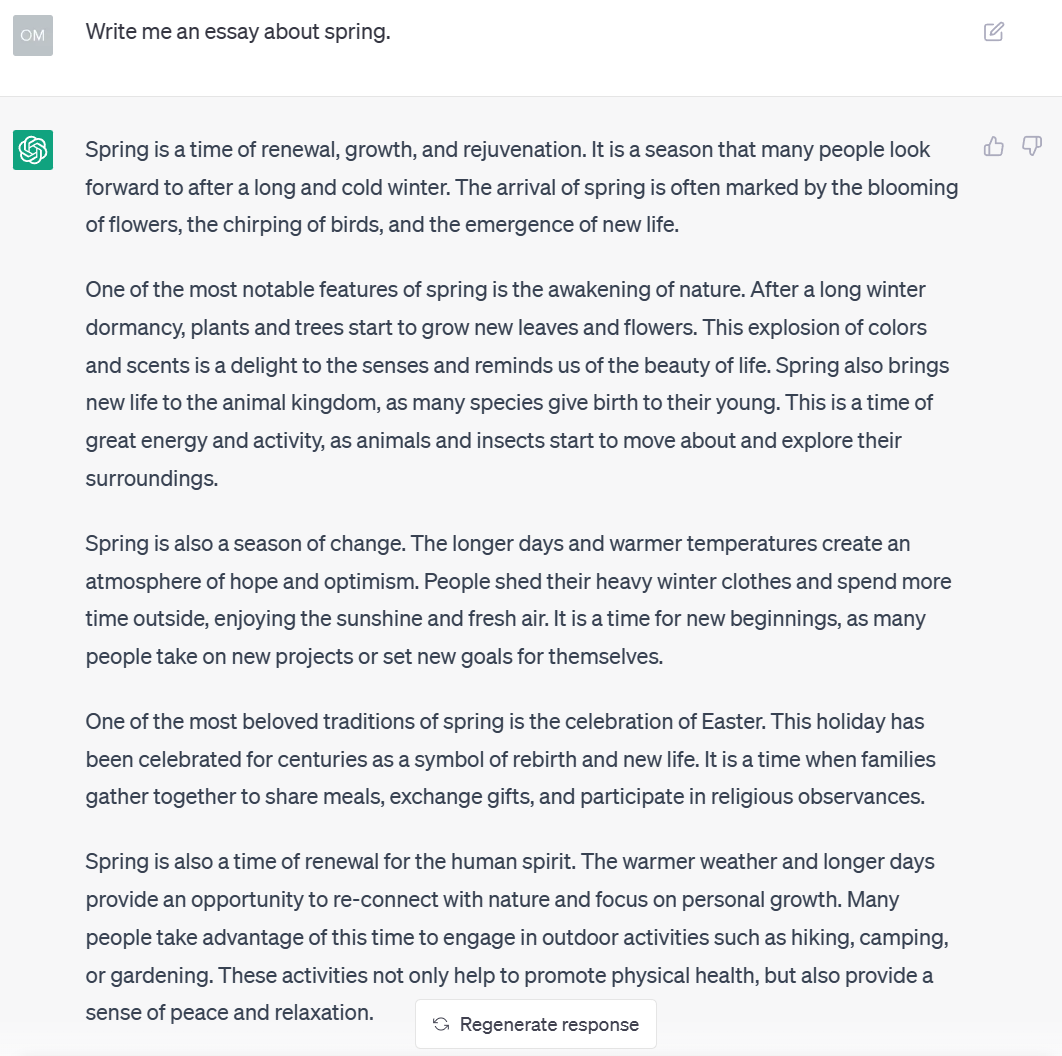 OM
Write me an essay about spring.
Spring is a time of renewal, growth, and rejuvenation. It is a season that many people look
forward to after a long and cold winter. The arrival of spring is often marked by the blooming
of flowers, the chirping of birds, and the emergence of new life.
One of the most notable features of spring is the awakening of nature. After a long winter
dormancy, plants and trees start to grow new leaves and flowers. This explosion of colors
and scents is a delight to the senses and reminds us of the beauty of life. Spring also brings
new life to the animal kingdom, as many species give birth to their young. This is a time of
great energy and activity, as animals and insects start to move about and explore their
surroundings.
Spring is also a season of change. The longer days and warmer temperatures create an
atmosphere of hope and optimism. People shed their heavy winter clothes and spend more
time outside, enjoying the sunshine and fresh air. It is a time for new beginnings, as many
people take on new projects or set new goals for themselves.
One of the most beloved traditions of spring is the celebration of Easter. This holiday has
been celebrated for centuries as a symbol of rebirth and new life. It is a time when families
gather together to share meals, exchange gifts, and participate in religious observances.
Spring is also a time of renewal for the human spirit. The warmer weather and longer days
provide an opportunity to re-connect with nature and focus on personal growth. Many
people take advantage of this time to engage in outdoor activities such as hiking, camping,
or gardening. These activities not only help to promote physical health, but also provide a
sense of peace and relaxation.
Regenerate response